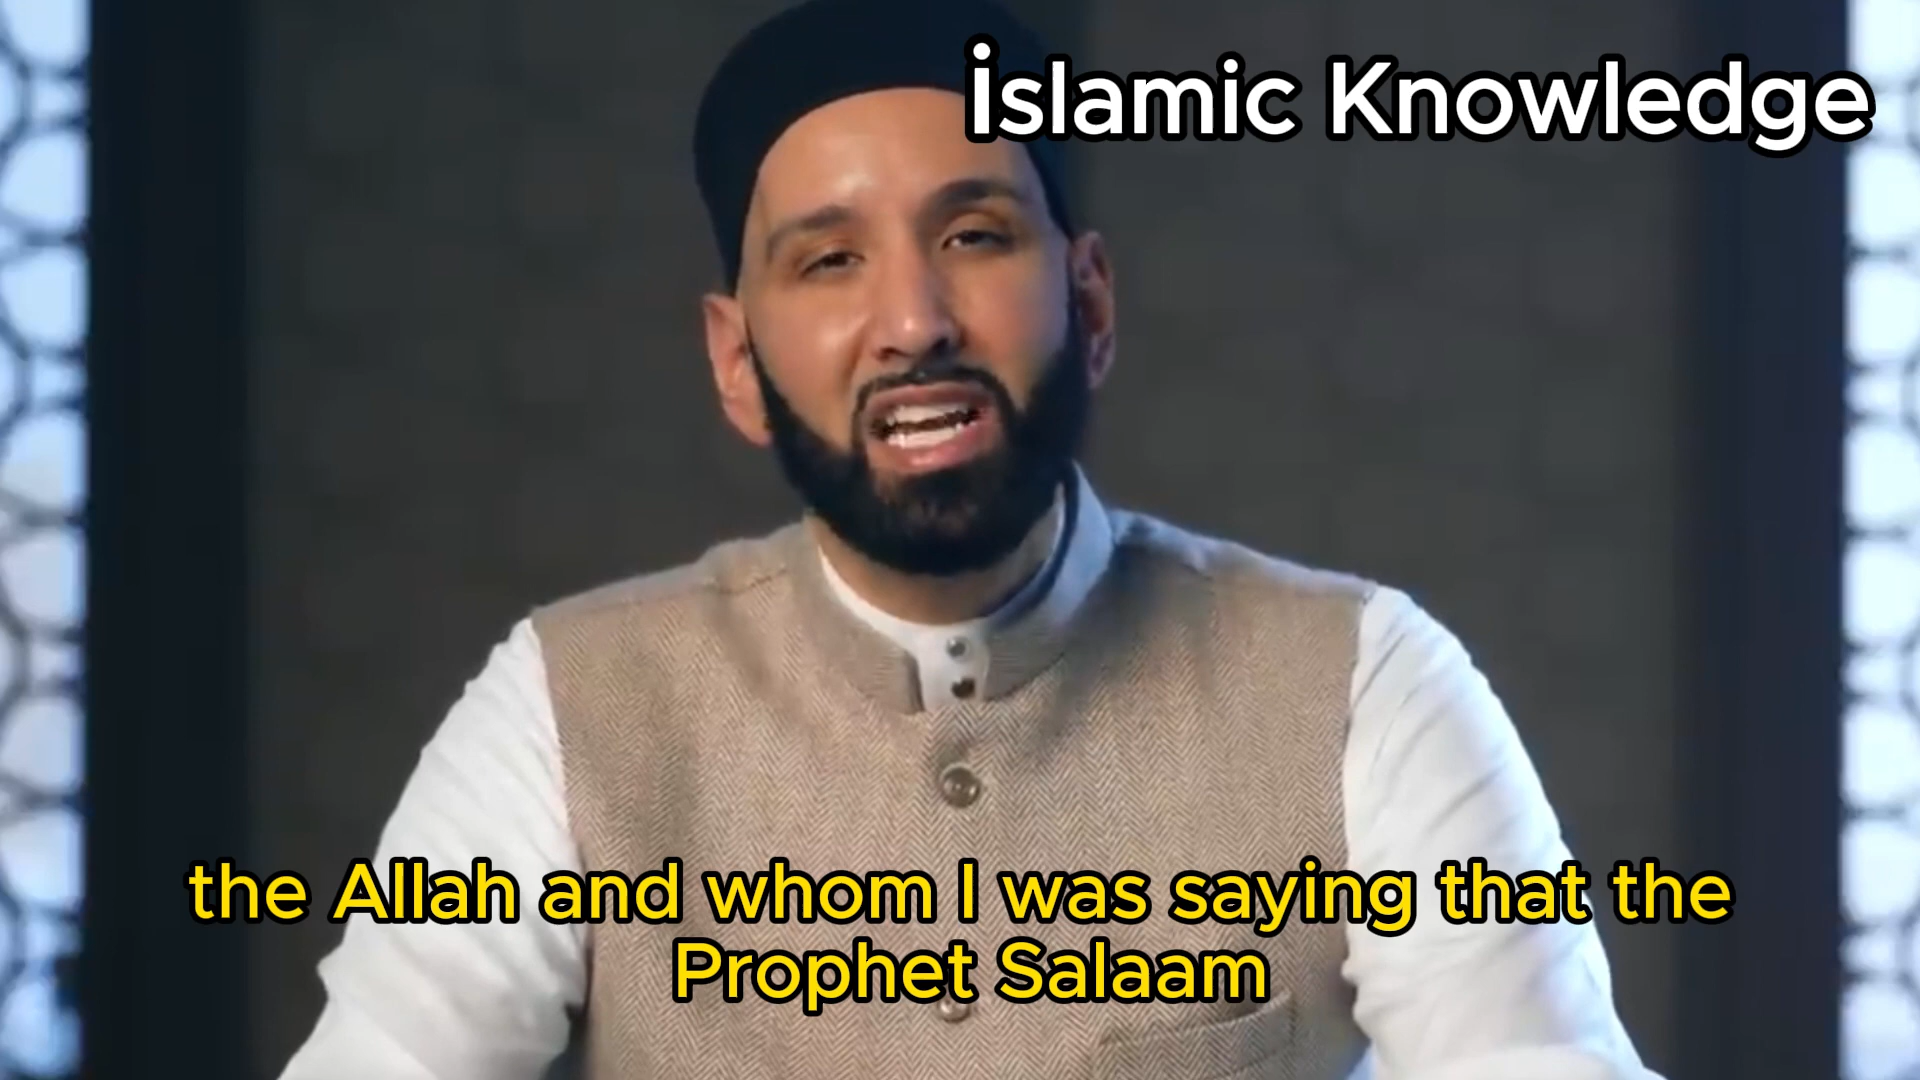 İslamic Knowledge
the Allah and whom I was saying that the
Prophet Salaam